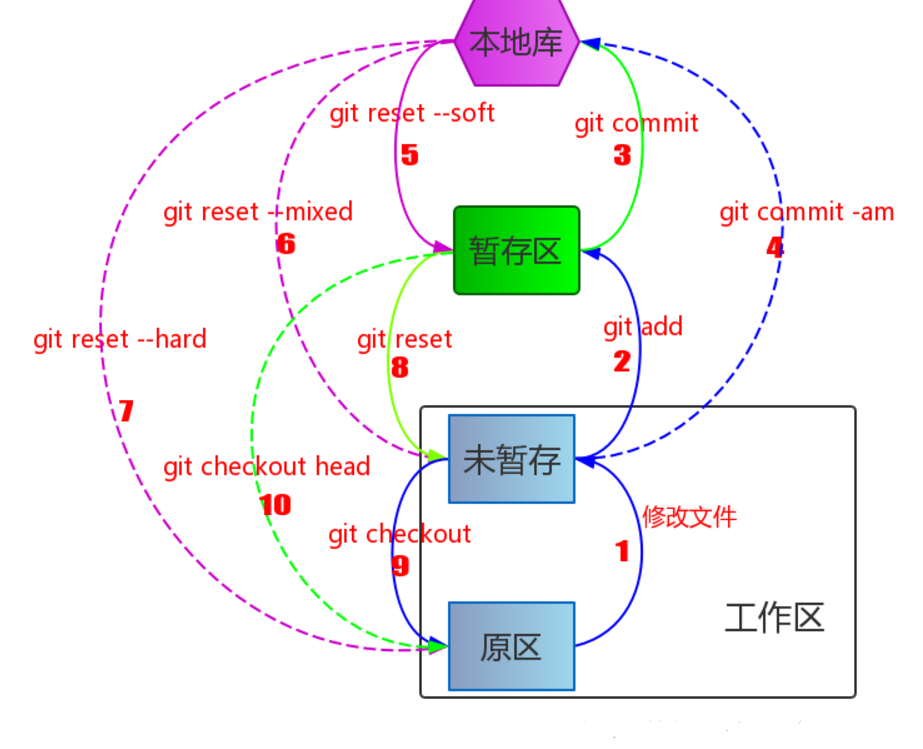 本地库
git reset --soft
5
git commit
3
git reset --mixed
6
git commit -am
4
暂存区
git reset --hard
7
git reset
8
git add
2
未暂存
git checkout head
10
git checkout
9
修改文件
1
原区
工作区